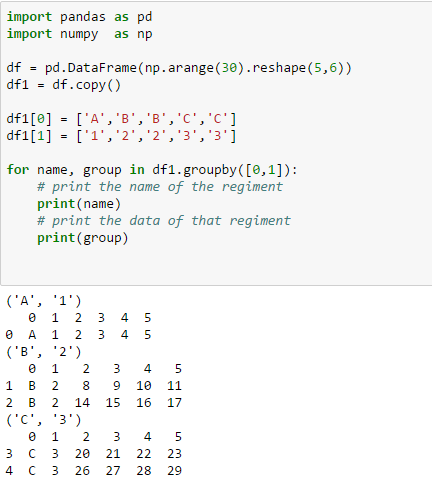 import pandas as pd
import numpy  as np
df = pd.DataFrame(np.arange(30).reshape(5,6))
df1 = df.copy()
df1[0] = ['A','B','B','C','C']
df1[1] = ['1','2','2','3','3']
for name, group in df1.groupby([0,1]):
    # print the name of the regiment
    print(name)
    # print the data of that regiment
    print(group)
('A', '1')
   0  1  2  3  4  5
0  A  1  2  3  4  5
('B', '2')
   0  1   2   3   4   5
1  B  2   8   9  10  11
2  B  2  14  15  16  17
('C', '3')
   0  1   2   3   4   5
3  C  3  20  21  22  23
4  C  3  26  27  28  29